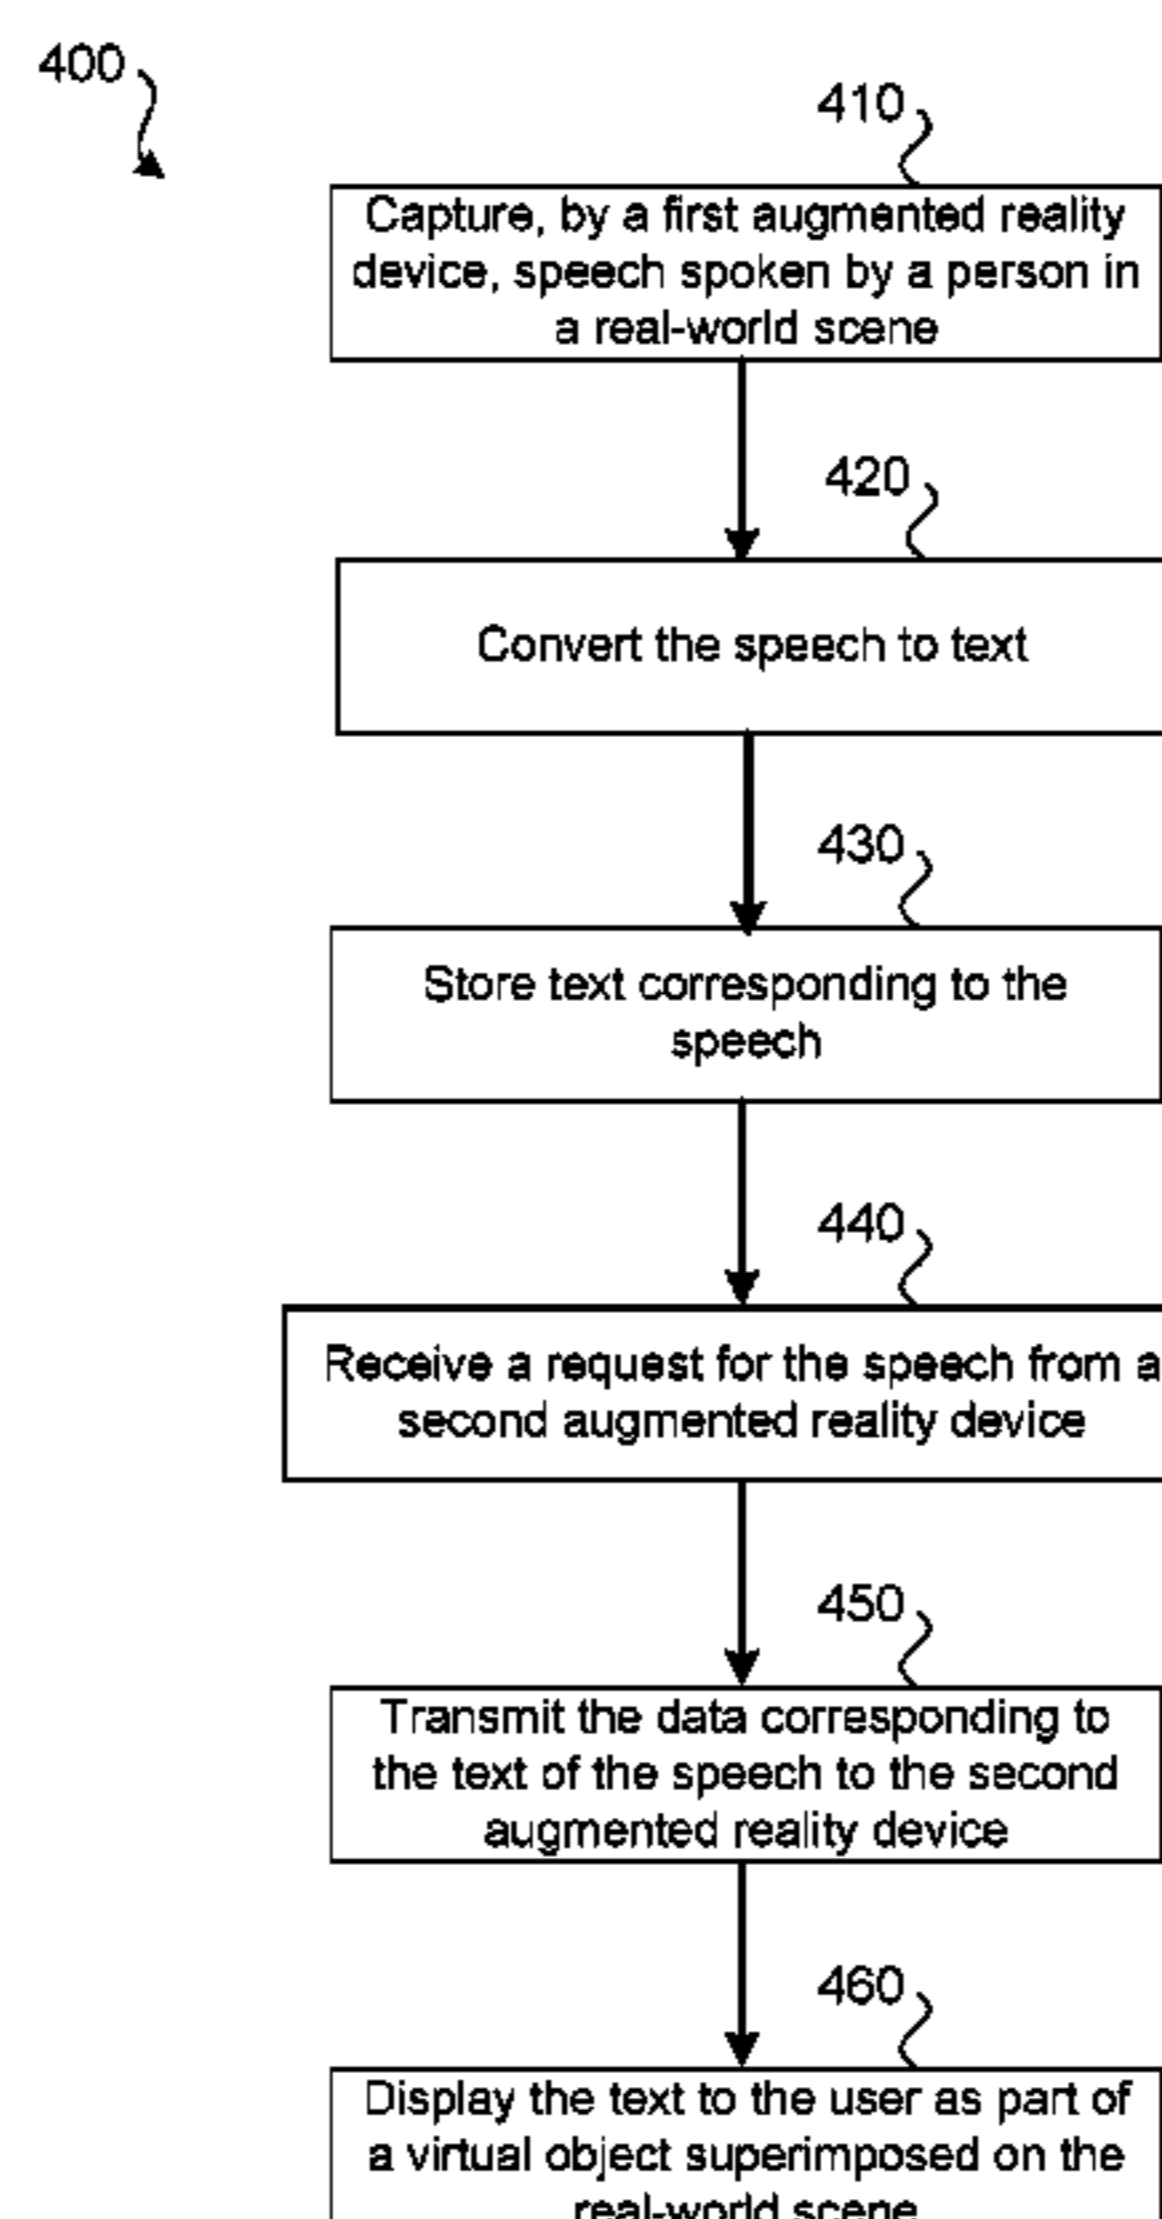 400
410
Capture, by a first augmented reality
device, speech spoken by a person in
a real-world scene
420
Convert the speech to text
430
Store text corresponding to the
speech
440
Receive a request for the speech from a
second augmented reality device
450
Transmit the data corresponding to
the text of the speech to the second
augmented reality device
460
Display the text to the user as part of
a virtual object superimposed on the
real-world scene